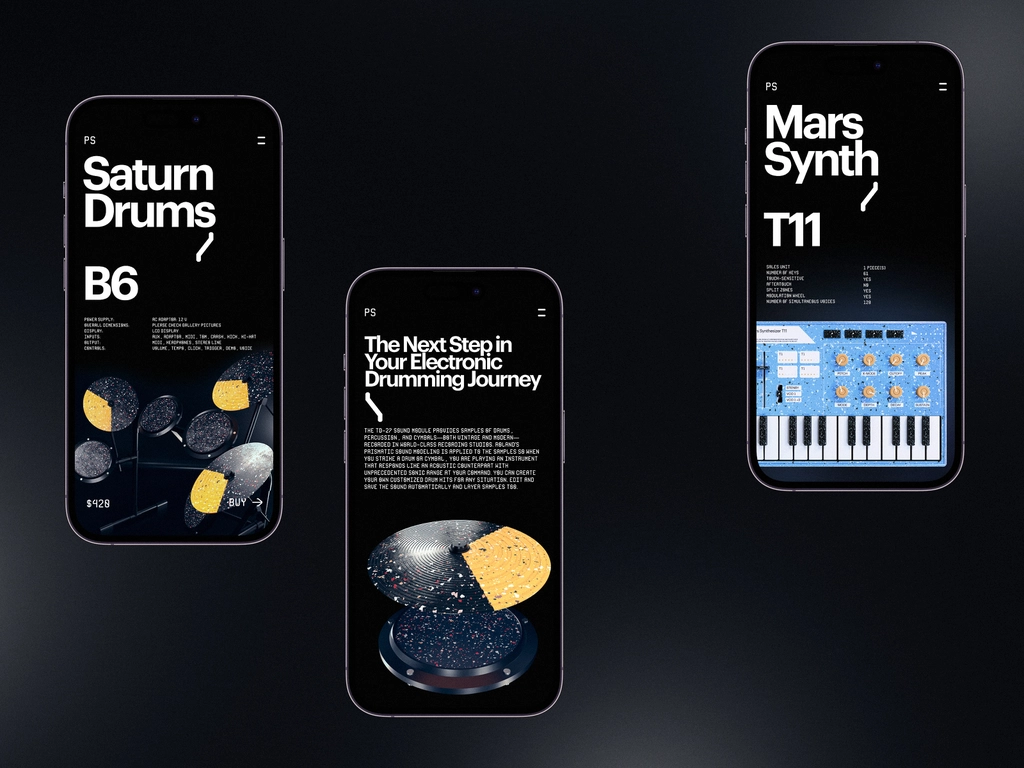 PS
Saturn
Drums
B6
POWER SUPPLY: AC ADAPTOR 12 V
OVERALL DIMENSIONS: PLEASE CHECK GALLERY PICTURES
DISPLAY: LCD DISPLAY
INPUTS: AUX, ADAPTOR, MIDI, TOM, CRASH, KICK, HI-HAT
OUTPUT: MIDI, HEADPHONES, STEREO LINE
CONTROLS: VOLUME, TEMPO, CLICK, TRIGGER, DEMO, VOICE
$420 BUY →
PS
The Next Step in
Your Electronic
Drumming Journey
THE TD-27 SOUND MODULE PROVIDES SAMPLES OF DRUMS,
PERCUSSION, AND CYMBALS—BOTH VINTAGE AND MODERN—
RECORDED IN WORLD-CLASS RECORDING STUDIOS. ROLAND'S
PRISMATIC SOUND MODELING IS APPLIED TO THE SAMPLES SO WHEN
YOU STRIKE A DRUM OR CYMBAL, YOU ARE PLAYING AN INSTRUMENT
THAT RESPONDS LIKE AN ACOUSTIC COUNTERPART WITH
UNPRECEDENTED SONIC RANGE AT YOUR COMMAND. YOU CAN CREATE
YOUR OWN CUSTOMIZED DRUM KITS FOR ANY SITUATION. EDIT AND
SAVE THE SOUND AUTOMATICALLY AND LAYER SAMPLES TOO.
PS
Mars
Synth
T11
SALES UNIT 1 PIECE(S)
NUMBER OF KEYS 61
TOUCH-SENSITIVE YES
AFTERTOUCH NO
SPLIT ZONES YES
MODULATION WHEEL YES
NUMBER OF SIMULTANEOUS VOICES 128
Synthesizer T11